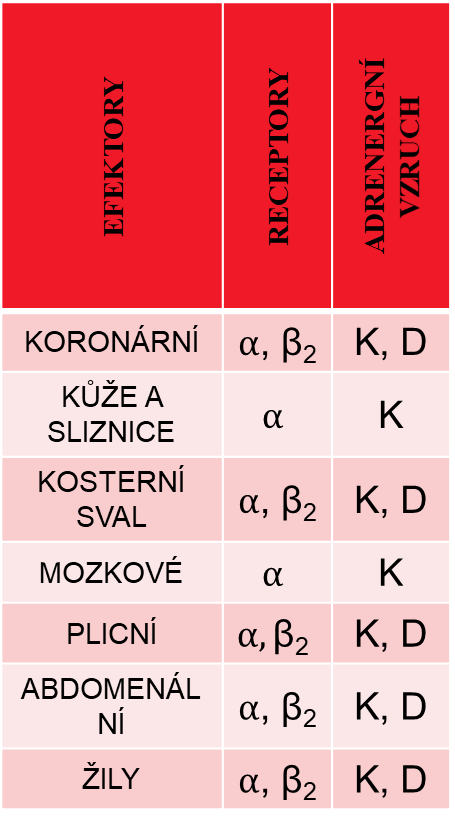 EFEKTORY
RECEPTORY
ADRENERGNÍ
VZRUCH
KORONÁRNÍ α, β₂ K, D
KŮŽE A
SLIZNICE α K
KOSTERNÍ
SVAL α, β₂ K, D
MOZKOVÉ α K
PLICNÍ α, β₂ K, D
ABDOMENÁL
NÍ α, β₂ K, D
ŽILY α, β₂ K, D